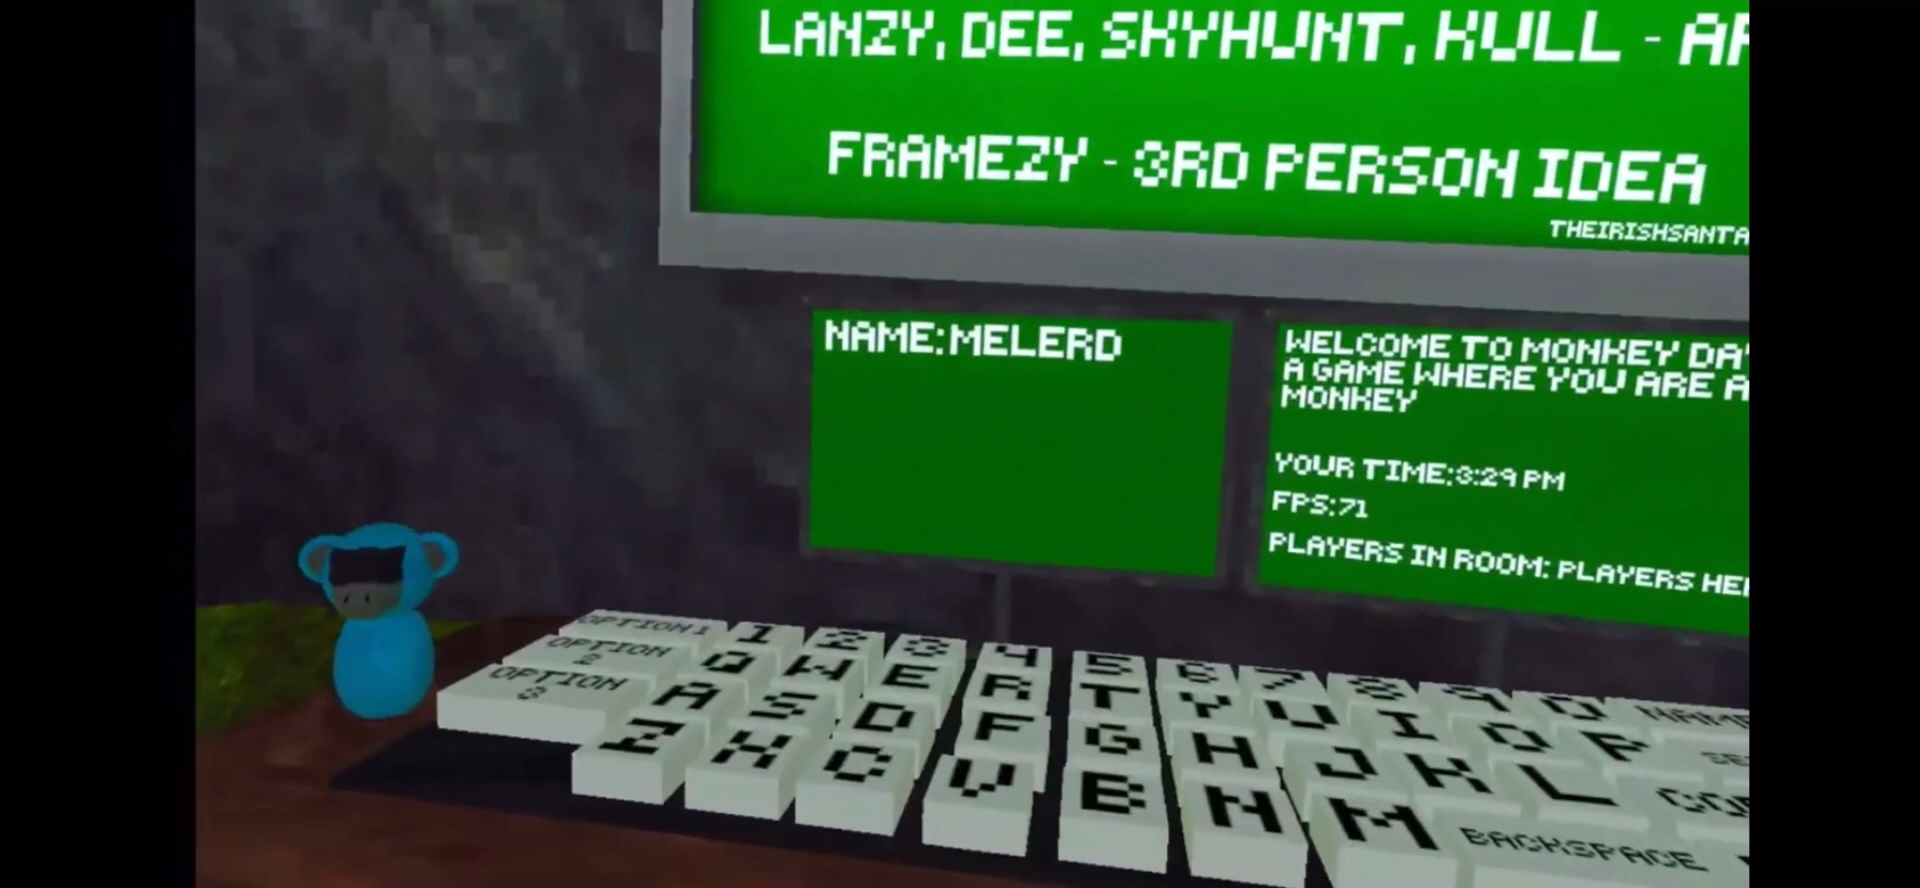 LANZY, DEE, SKYHUNT, KULL -
FRAMEZY - 3RD PERSON IDEA
THEIRISHSANTA
NAME:MELERD
WELCOME TO MONKEY
A GAME WHERE YOU ARE A
MONKEY
YOUR TIME:3:29 PM
FPS:71
PLAYERS IN ROOM: PLAYERS
OPTION 1 1 2 3 4 5 6 7 8 9 0 NAME
OPTION 2 Q W E R T Y U I O P
OPTION 3 A S D F G H J K L
Z X C V B N M BACKSPACE